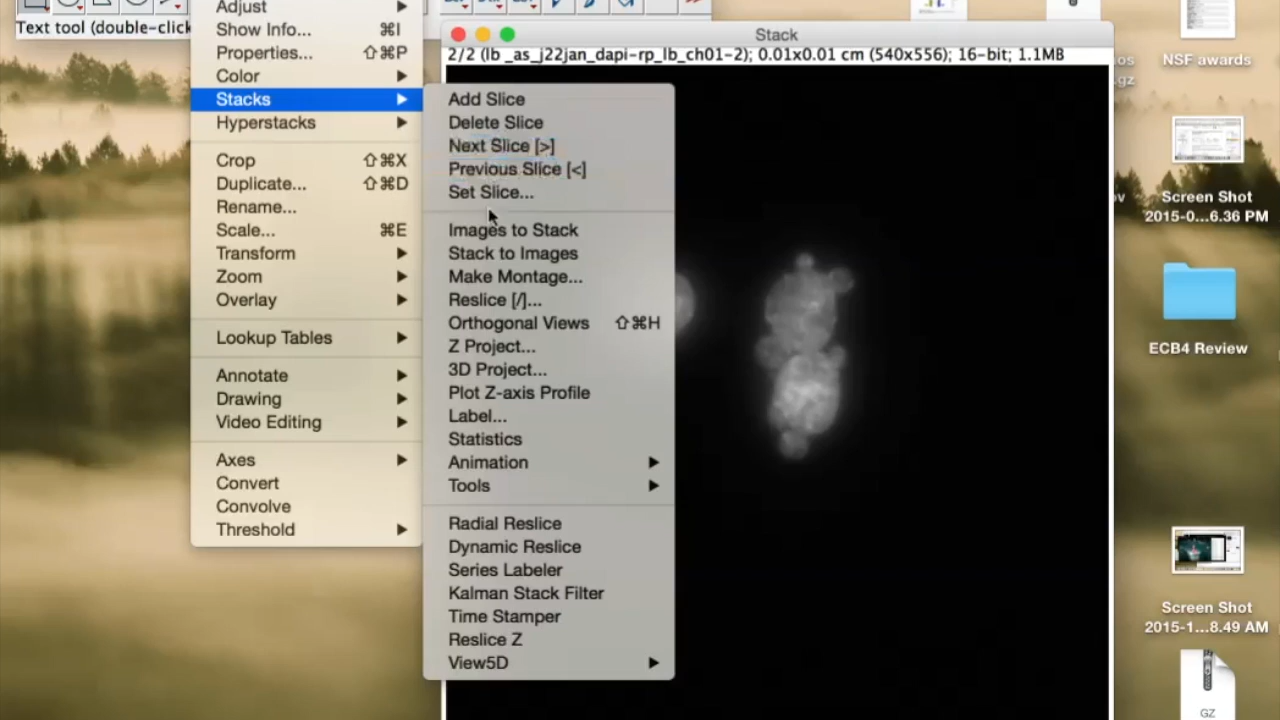 Text tool (double-click
Adjust
Show Info... ⌘I
Properties... ⇧⌘P
Color
Stacks
Hyperstacks
Crop ⇧⌘X
Duplicate... ⇧⌘D
Rename...
Scale... ⌘E
Transform
Zoom
Overlay
Lookup Tables
Annotate
Drawing
Video Editing
Axes
Convert
Convolve
Threshold
Add Slice
Delete Slice
Next Slice [>]
Previous Slice [<]
Set Slice...
Images to Stack
Stack to Images
Make Montage...
Reslice [/]...
Orthogonal Views ⇧⌘H
Z Project...
3D Project...
Plot Z-axis Profile
Label...
Statistics
Animation
Tools
Radial Reslice
Dynamic Reslice
Series Labeler
Kalman Stack Filter
Time Stamper
Reslice Z
View5D
Stack
2/2 (lb _as_j22jan_dapi-rp_lb_ch01-2); 0.01x0.01 cm (540x556); 16-bit; 1.1MB
NSF awards
.gz
Screen Shot
2015-0...6.36 PM
ECB4 Review
Screen Shot
2015-1...8.49 AM
GZ